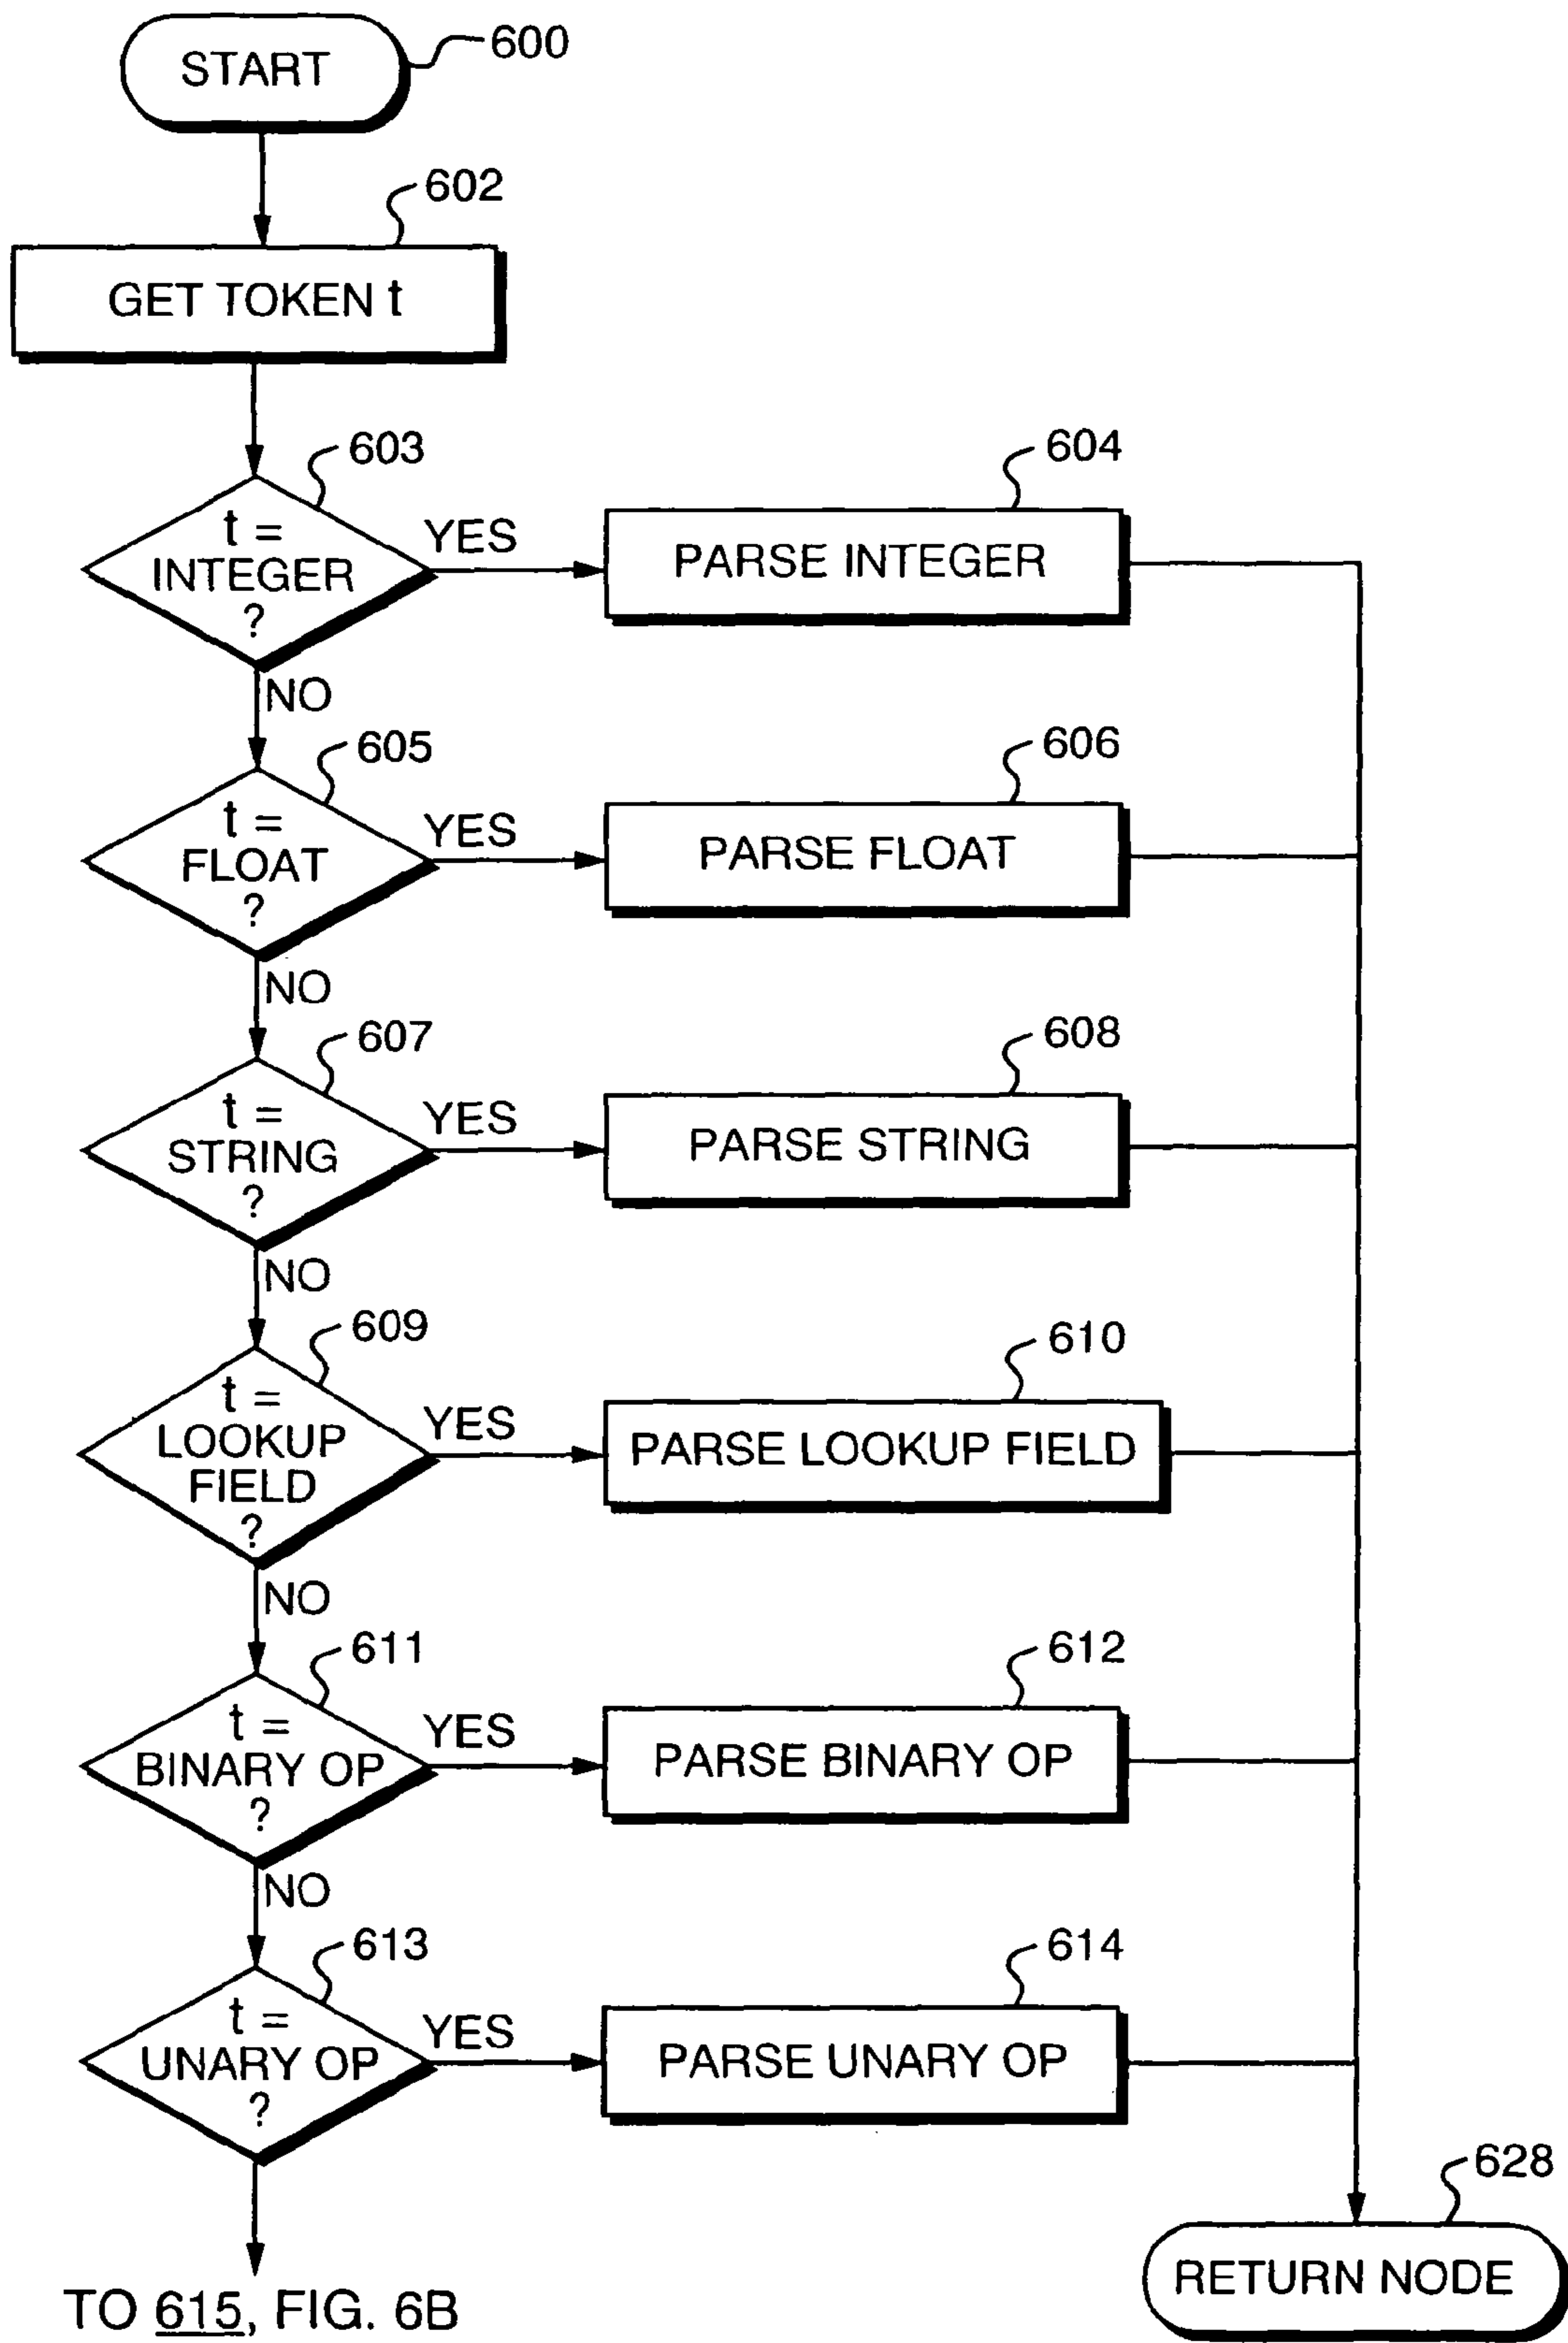 START
600
602
GET TOKEN t
603
t =
INTEGER
?
YES
604
PARSE INTEGER
NO
605
t =
FLOAT
?
YES
606
PARSE FLOAT
NO
607
t =
STRING
?
YES
608
PARSE STRING
NO
609
t =
LOOKUP
FIELD
?
YES
610
PARSE LOOKUP FIELD
NO
611
t =
BINARY OP
?
YES
612
PARSE BINARY OP
NO
613
t =
UNARY OP
?
YES
614
PARSE UNARY OP
628
RETURN NODE
TO 615, FIG. 6B